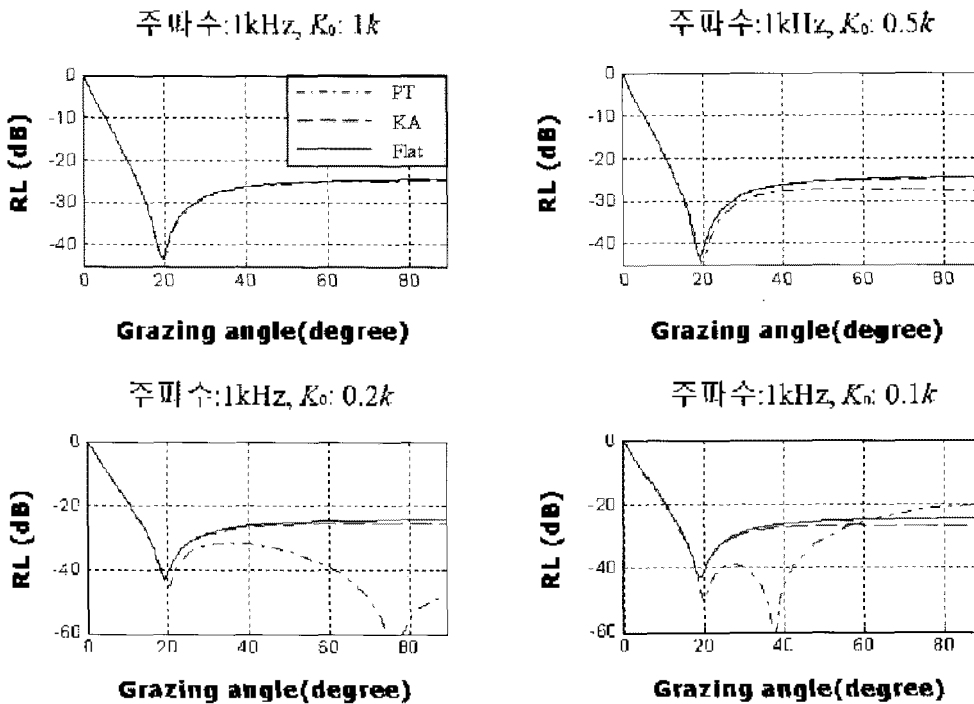 주파수:1kHz, K₀: 1k
0
-10
-20
-30
-40
RL (dB)
PT
KA
Flat
0 20 40 60 80
Grazing angle(degree)
주파수:1kHz, K₀: 0.5k
0
-10
-20
-30
-40
RL (dB)
0 20 40 60 80
Grazing angle(degree)
주파수:1kHz, K₀: 0.2k
0
-20
-40
-60
RL (dB)
0 20 40 60 80
Grazing angle(degree)
주파수:1kHz, K₀: 0.1k
0
-20
-40
-60
RL (dB)
0 20 40 60 80
Grazing angle(degree)